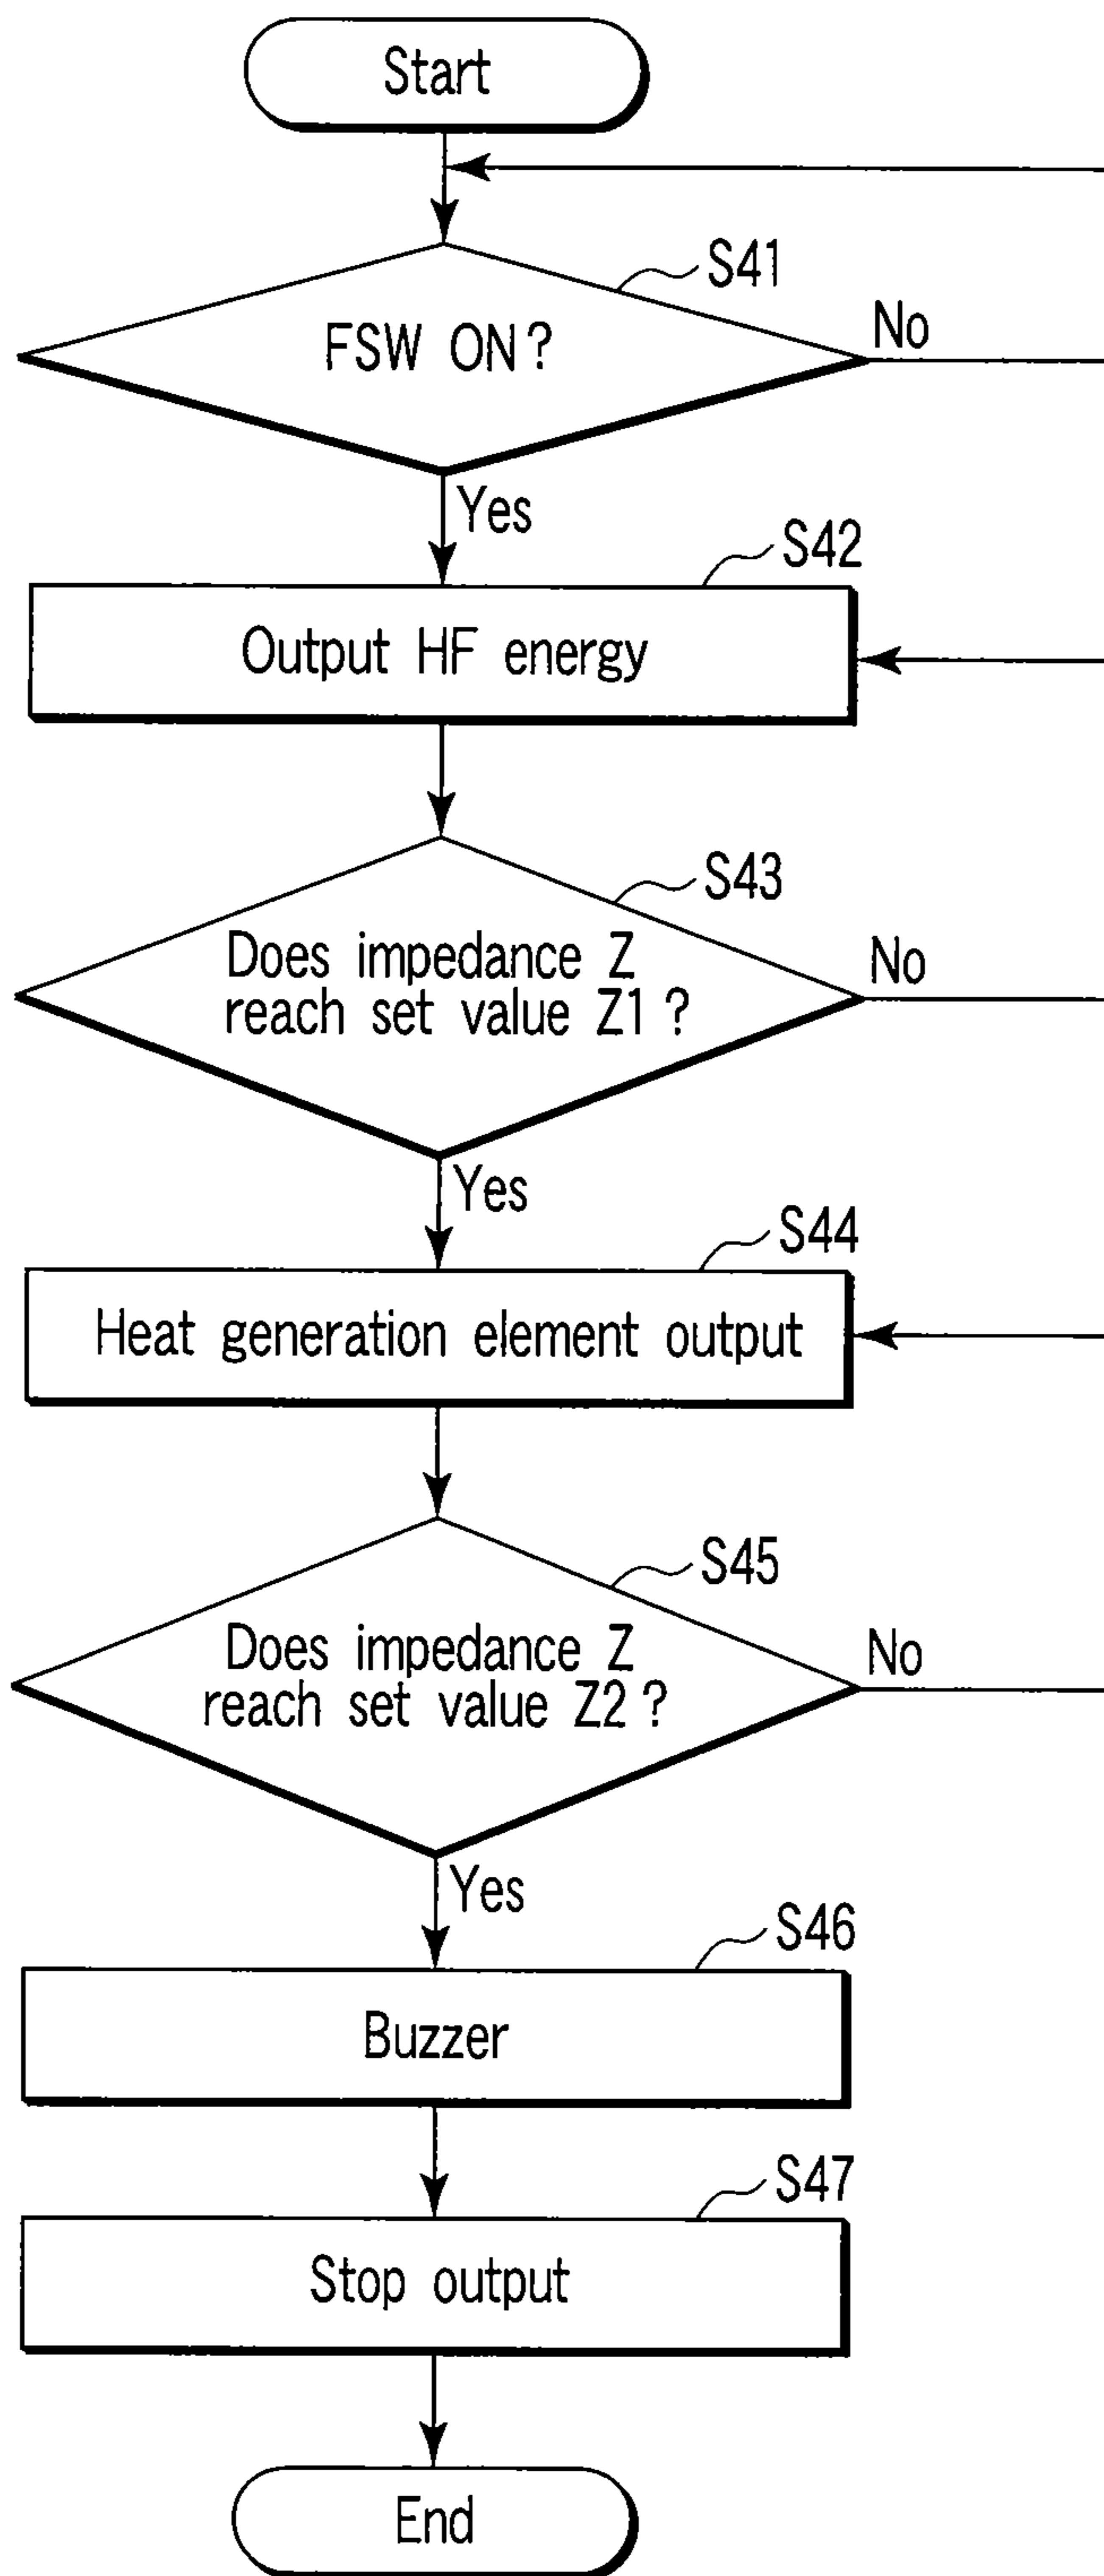 Start
S41
FSW ON?
No
Yes
S42
Output HF energy
S43
Does impedance Z
reach set value Z1?
No
Yes
S44
Heat generation element output
S45
Does impedance Z
reach set value Z2?
No
Yes
S46
Buzzer
S47
Stop output
End